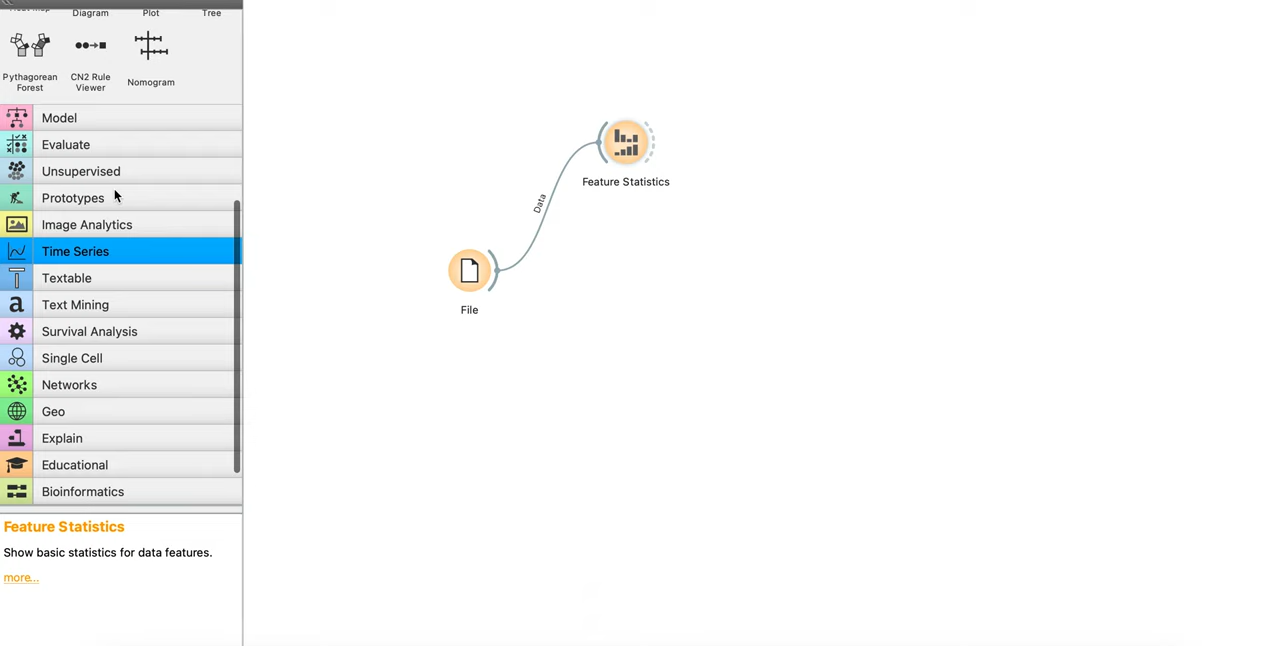 Diagram
Plot
Tree
Pythagorean
Forest
CN2 Rule
Viewer
Nomogram
Model
Evaluate
Unsupervised
Prototypes
Image Analytics
Time Series
Textable
a Text Mining
Survival Analysis
Single Cell
Networks
Geo
Explain
Educational
Bioinformatics
Feature Statistics
Show basic statistics for data features.
more...
Feature Statistics
Data
File